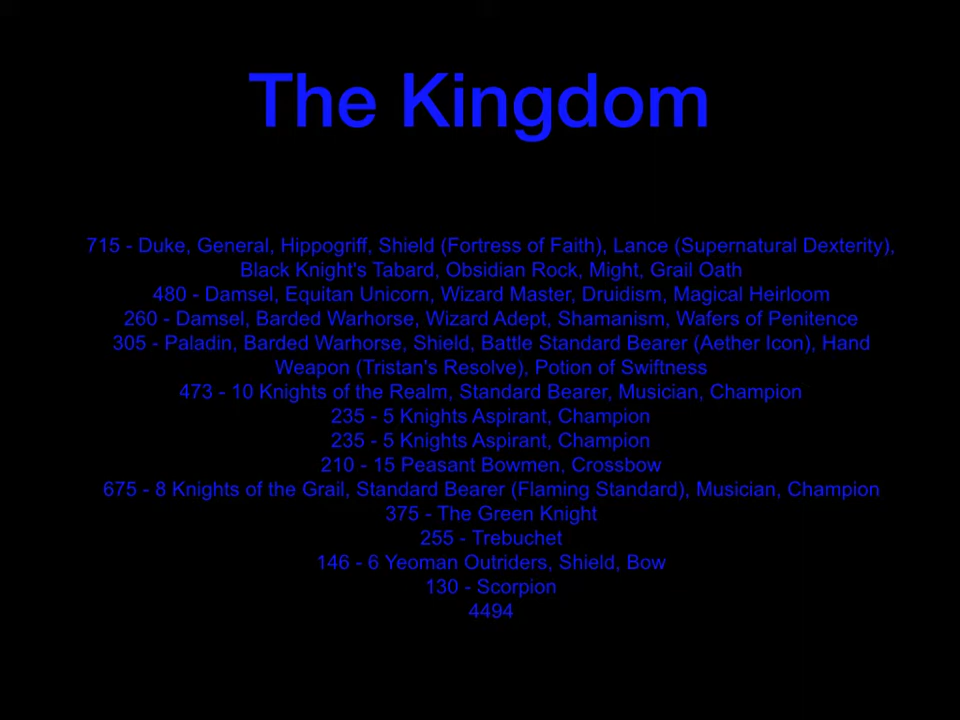 The Kingdom
715 - Duke, General, Hippogriff, Shield (Fortress of Faith), Lance (Supernatural Dexterity),
Black Knight's Tabard, Obsidian Rock, Might, Grail Oath
480 - Damsel, Equitan Unicorn, Wizard Master, Druidism, Magical Heirloom
260 - Damsel, Barded Warhorse, Wizard Adept, Shamanism, Wafers of Penitence
305 - Paladin, Barded Warhorse, Shield, Battle Standard Bearer (Aether Icon), Hand
Weapon (Tristan's Resolve), Potion of Swiftness
473 - 10 Knights of the Realm, Standard Bearer, Musician, Champion
235 - 5 Knights Aspirant, Champion
235 - 5 Knights Aspirant, Champion
210 - 15 Peasant Bowmen, Crossbow
675 - 8 Knights of the Grail, Standard Bearer (Flaming Standard), Musician, Champion
375 - The Green Knight
255 - Trebuchet
146 - 6 Yeoman Outriders, Shield, Bow
130 - Scorpion
4494